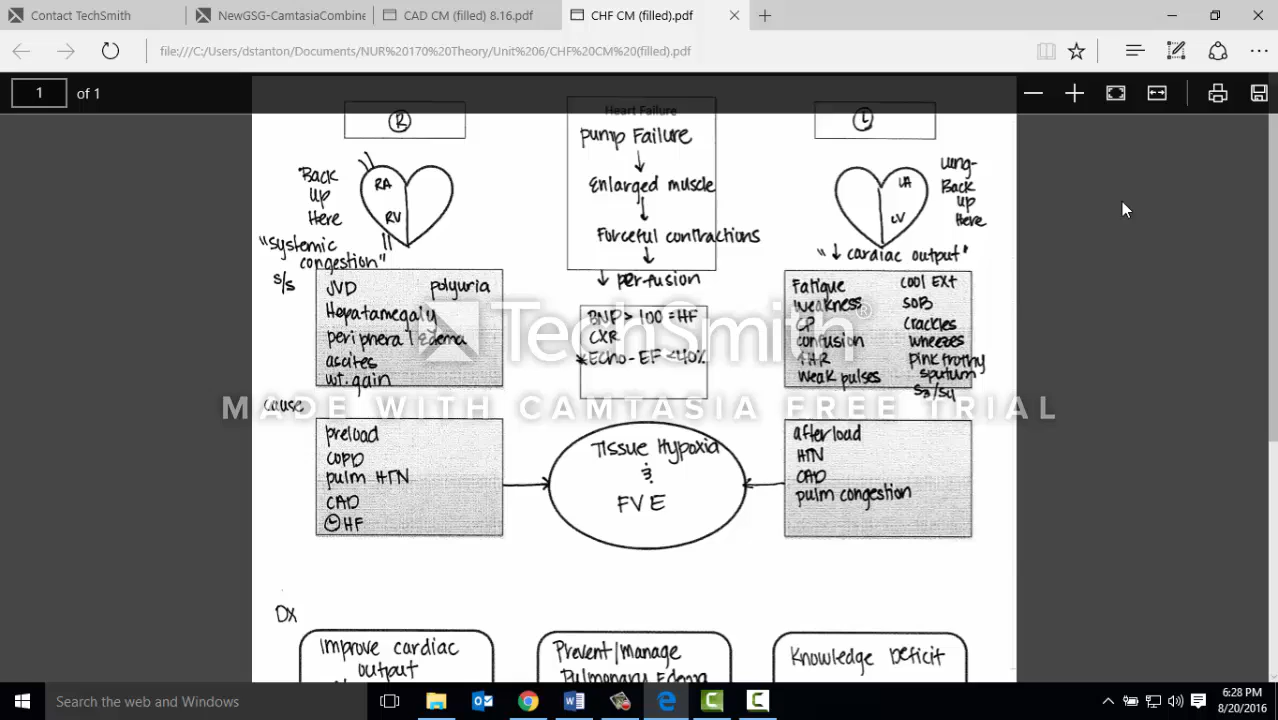 Contact TechSmith
NewGSG-CamtasiaCombine
CAD CM (filled) 8.16.pdf
CHF CM (filled).pdf
file:///C:/Users/dstanton/Documents/NUR%20170%20Theory/Unit%206/CHF%20CM%20(filled).pdf
1 of 1
R
Heart Failure
pump Failure
Enlarged muscle
Forceful contractions
↓ perfusion
L
"Back
up
Here
RA
RV
"systemic
congestion"
LA
LV
Lung-
Back
up
Here
"↓ cardiac output"
s/s
JVD
polyuria
Hepatamegaly
peripheral edema
ascites
wt. gain
BNP > 100 = HF
CXR
*Echo - EF <40%
Fatigue
weakness
CP
confusion
↑HR
weak pulses
cool EXT
SOB
crackles
wheezes
pink frothy
sputum
S3/S4
TechSmith®
MADE WITH CAMTASIA FREE TRIAL
cause
preload
COPD
pulm HTN
CAD
L HF
Tissue Hypoxia
&
FVE
afterload
HTN
CAD
pulm congestion
DX
Improve cardiac
output
Prevent/manage
Pulmonary Edema
Knowledge Deficit
Search the web and Windows
6:28 PM
8/20/2016